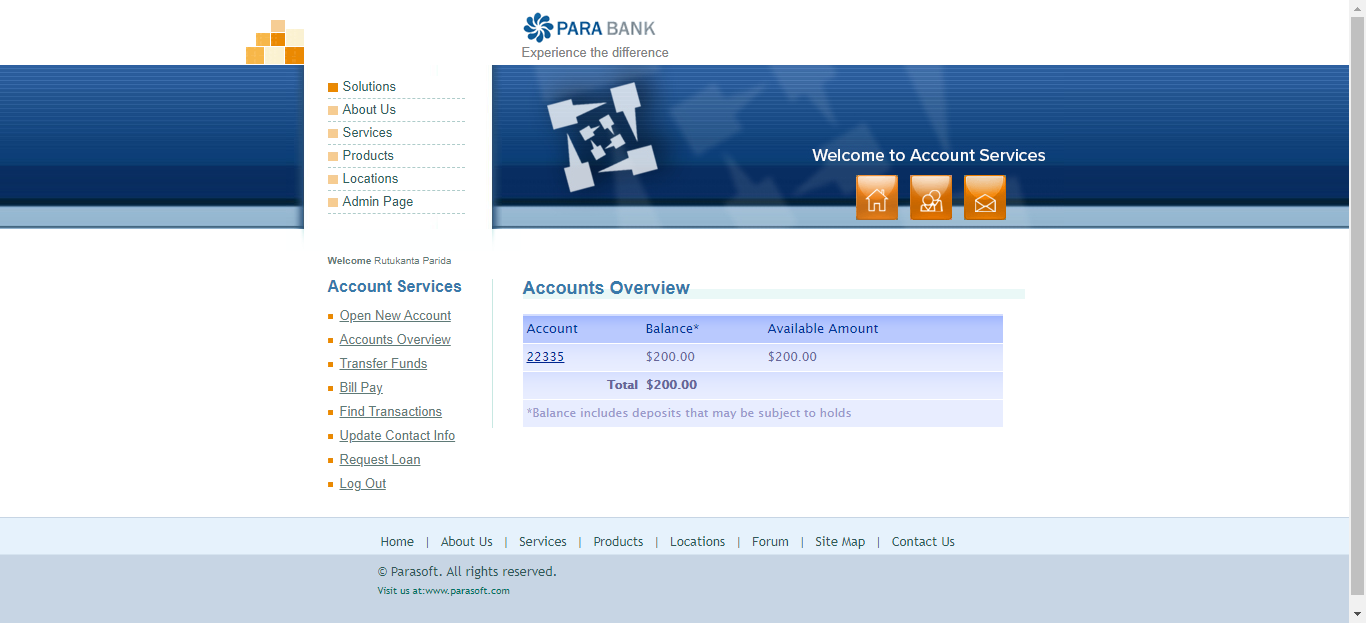 PARA BANK
Experience the difference
Solutions
About Us
Services
Products
Locations
Admin Page
Welcome to Account Services
Welcome Rutukanta Parida
Account Services
Open New Account
Accounts Overview
Transfer Funds
Bill Pay
Find Transactions
Update Contact Info
Request Loan
Log Out
Accounts Overview
Account Balance* Available Amount
22335 $200.00 $200.00
Total $200.00
*Balance includes deposits that may be subject to holds
Home | About Us | Services | Products | Locations | Forum | Site Map | Contact Us
© Parasoft. All rights reserved.
Visit us at:www.parasoft.com